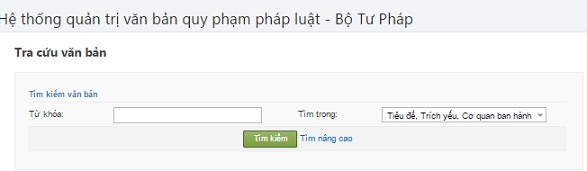 Hệ thống quản trị văn bản quy phạm pháp luật - Bộ Tư Pháp
Tra cứu văn bản
Tìm kiếm văn bản
Từ khóa: Tìm trong: Tiêu đề, Trích yếu, Cơ quan ban hành
Tìm kiếm Tìm nâng cao